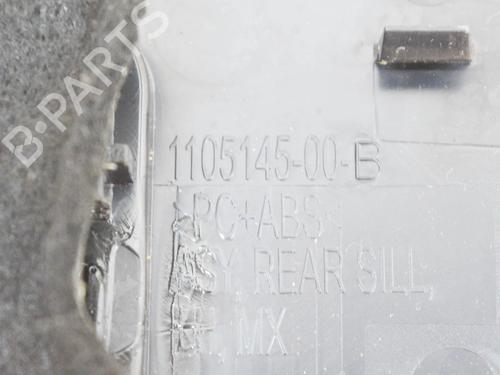 B-PARTS
1105145-00-B
>PC+ABS<
ASY, REAR SILL,
MX